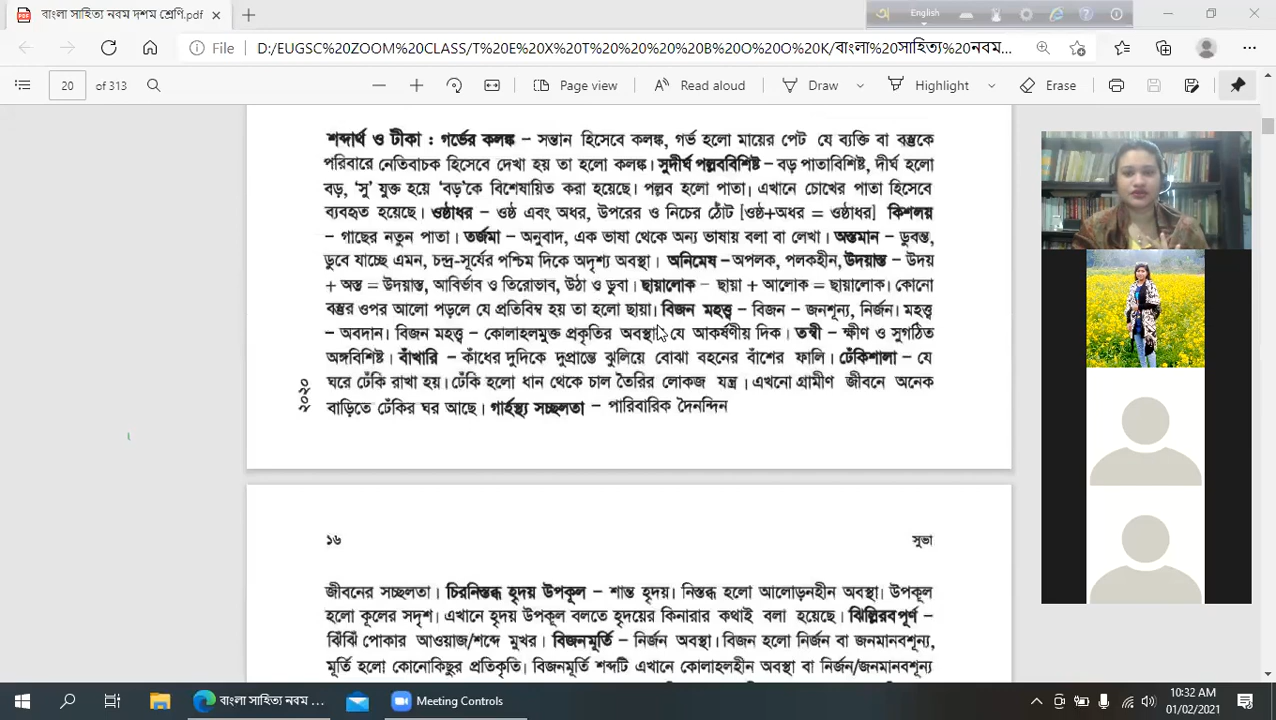 বাংলা সাহিত্য নবম দশম শ্রেণি.pdf
English
File D:/EUGSC%20ZOOM%20CLASS/T%20E%20X%20T%20%20%20%20B%20O%20O%20K/বাংলা%20সাহিত্য%20নবম...
20 of 313 Page view Read aloud Draw Highlight Erase
শব্দার্থ ও টীকা : গর্ভের কলঙ্ক – সন্তান হিসেবে কলঙ্ক, গর্ভ হলো মায়ের পেট যে ব্যক্তি বা বস্তুকে
পরিবারে নেতিবাচক হিসেবে দেখা হয় তা হলো কলঙ্ক। সুদীর্ঘ পল্লববিশিষ্ট – বড় পাতাবিশিষ্ট, দীর্ঘ হলো
বড়, ‘সু’ যুক্ত হয়ে ‘বড়’কে বিশেষায়িত করা হয়েছে। পল্লব হলো পাতা। এখানে চোখের পাতা হিসেবে
ব্যবহৃত হয়েছে। ওষ্ঠাধর – ওষ্ঠ এবং অধর, উপরের ও নিচের ঠোঁট [ওষ্ঠ+অধর = ওষ্ঠাধর] কিশলয়
– গাছের নতুন পাতা। তর্জমা – অনুবাদ, এক ভাষা থেকে অন্য ভাষায় বলা বা লেখা। অস্তমান – ডুবন্ত,
ডুবে যাচ্ছে এমন, চন্দ্র-সূর্যের পশ্চিম দিকে অদৃশ্য অবস্থা। অনিমেষ – অপলক, পলকহীন, উদয়াস্ত – উদয়
+ অস্ত = উদয়াস্ত, আবির্ভাব ও তিরোভাব, উঠা ও ডুবা। ছায়ালোক – ছায়া + আলোক = ছায়ালোক। কোনো
বস্তুর ওপর আলো পড়লে যে প্রতিবিম্ব হয় তা হলো ছায়া। বিজন মহত্ত্ব – বিজন – জনশূন্য, নির্জন। মহত্ত্ব
– অবদান। বিজন মহত্ত্ব – কোলাহলমুক্ত প্রকৃতির অবস্থা, যে আকর্ষণীয় দিক। তন্বী – ক্ষীণ ও সুগঠিত
অঙ্গবিশিষ্ট। বাঁখারি – কাঁধের দুদিকে দুপ্রান্তে ঝুলিয়ে বোঝা বহনের বাঁশের ফালি। ঢেঁকিশালা – যে
ঘরে ঢেঁকি রাখা হয়। ঢেঁকি হলো ধান থেকে চাল তৈরির লোকজ যন্ত্র। এখনো গ্রামীণ জীবনে অনেক
বাড়িতে ঢেঁকির ঘর আছে। গার্হস্থ্য সচ্ছলতা – পারিবারিক দৈনন্দিন
২০২০
১৬ সুভা
জীবনের সচ্ছলতা। চিরনিস্তব্ধ হৃদয় উপকূল – শান্ত হৃদয়। নিস্তব্ধ হলো আলোড়নহীন অবস্থা। উপকূল
হলো কূলের সদৃশ। এখানে হৃদয় উপকূল বলতে হৃদয়ের কিনারার কথাই বলা হয়েছে। ঝিল্লিরবপূর্ণ –
ঝিঁঝিঁ পোকার আওয়াজ/শব্দে মুখর। বিজনমূর্তি – নির্জন অবস্থা। বিজন হলো নির্জন বা জনমানবশূন্য,
মূর্তি হলো কোনোকিছুর প্রতিকৃতি। বিজনমূর্তি শব্দটি এখানে কোলাহলহীন অবস্থা বা নির্জন/জনমানবশূন্য
বাংলা সাহিত্য নবম ... Meeting Controls
10:32 AM
01/02/2021